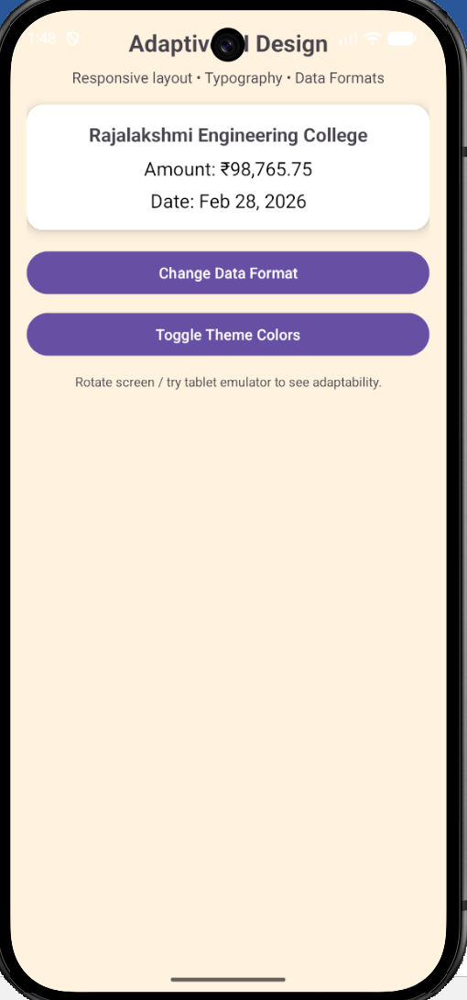 1:48
Adaptiv I Design
Responsive layout • Typography • Data Formats
Rajalakshmi Engineering College
Amount: ₹98,765.75
Date: Feb 28, 2026
Change Data Format
Toggle Theme Colors
Rotate screen / try tablet emulator to see adaptability.